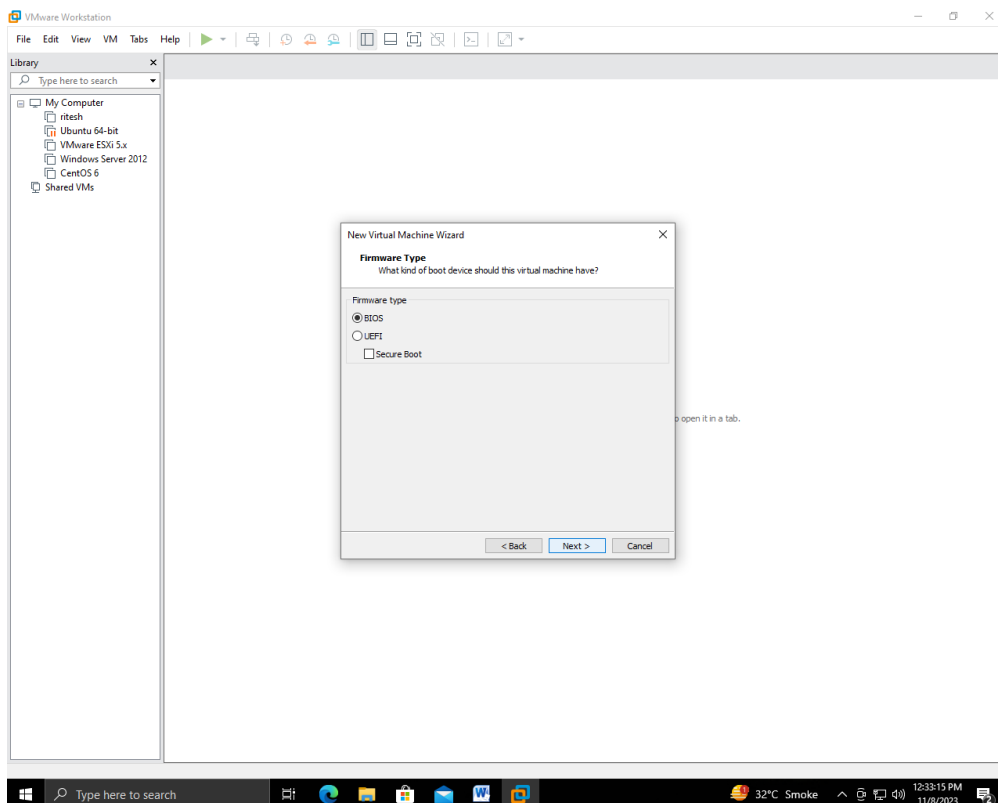 VMware Workstation
File Edit View VM Tabs Help
Library
Type here to search
My Computer
ritesh
Ubuntu 64-bit
VMware ESXi 5.x
Windows Server 2012
CentOS 6
Shared VMs
New Virtual Machine Wizard
Firmware Type
What kind of boot device should this virtual machine have?
Firmware type
BIOS
UEFI
Secure Boot
o open it in a tab.
< Back Next > Cancel
Type here to search
32°C Smoke
12:33:15 PM
11/8/2023